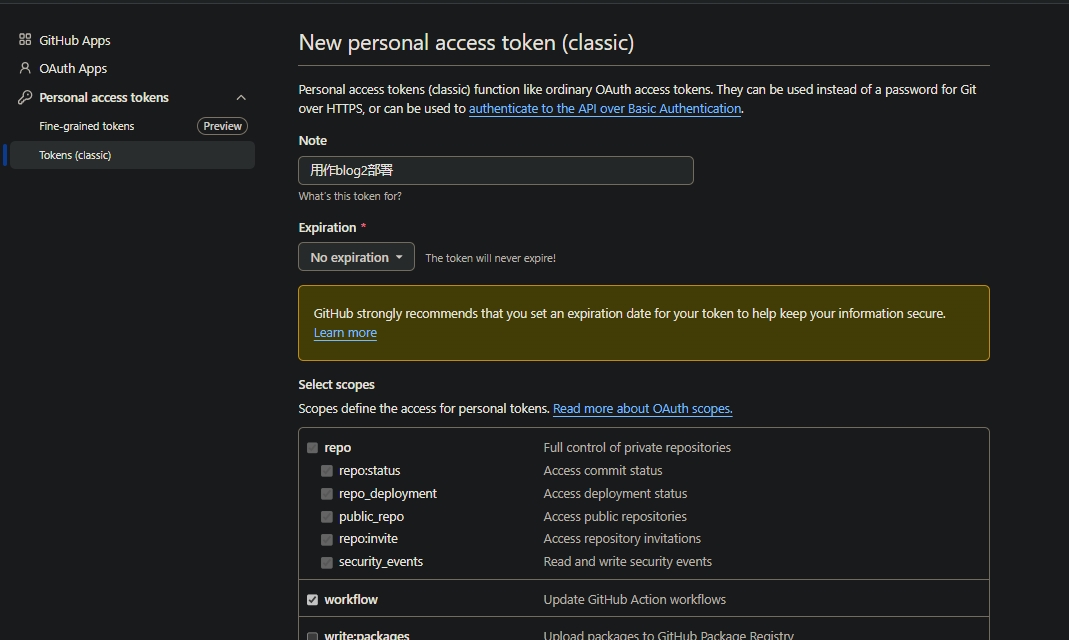 GitHub Apps
OAuth Apps
Personal access tokens
Fine-grained tokens Preview
Tokens (classic)
New personal access token (classic)
Personal access tokens (classic) function like ordinary OAuth access tokens. They can be used instead of a password for Git
over HTTPS, or can be used to authenticate to the API over Basic Authentication.
Note
用作blog2部署
What's this token for?
Expiration *
No expiration The token will never expire!
GitHub strongly recommends that you set an expiration date for your token to help keep your information secure.
Learn more
Select scopes
Scopes define the access for personal tokens. Read more about OAuth scopes.
repo Full control of private repositories
repo:status Access commit status
repo_deployment Access deployment status
public_repo Access public repositories
repo:invite Access repository invitations
security_events Read and write security events
workflow Update GitHub Action workflows
write:packages Upload packages to GitHub Package Registry